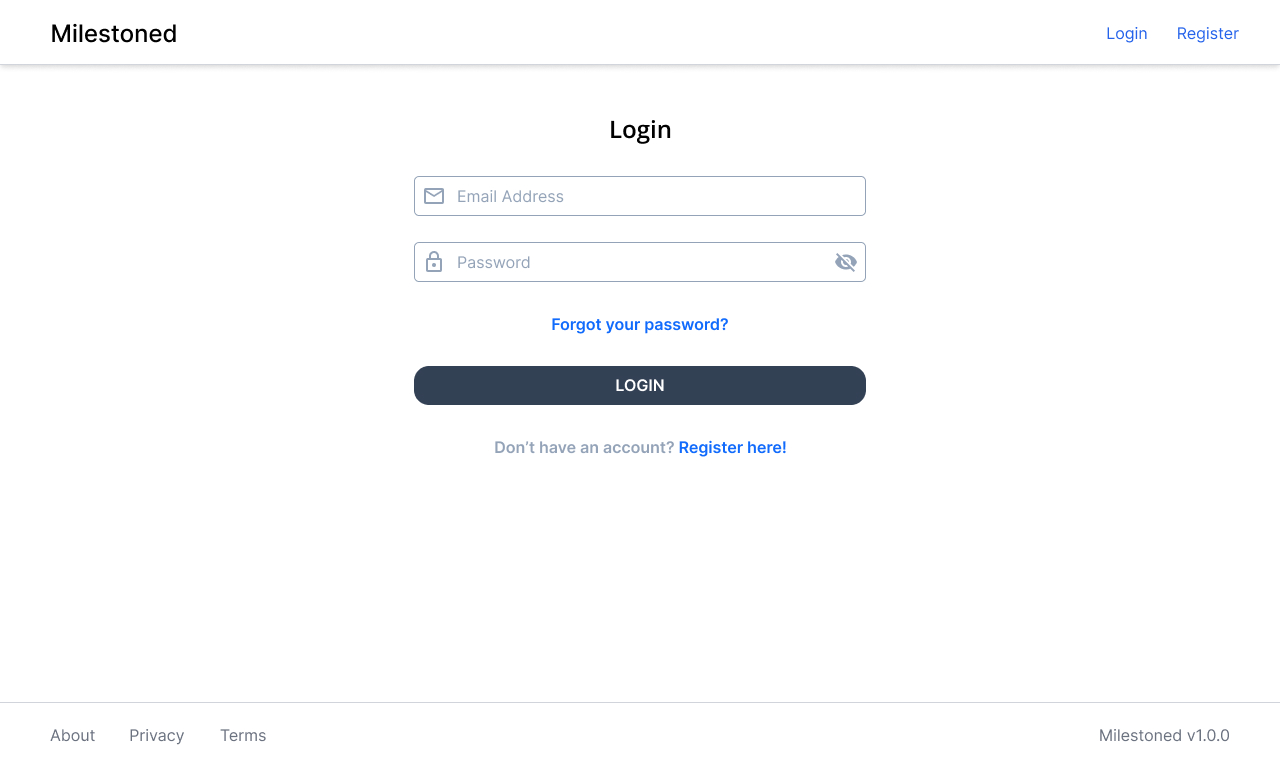 Milestoned
Login Register
Login
Email Address
Password
Forgot your password?
LOGIN
Don’t have an account? Register here!
About Privacy Terms
Milestoned v1.0.0